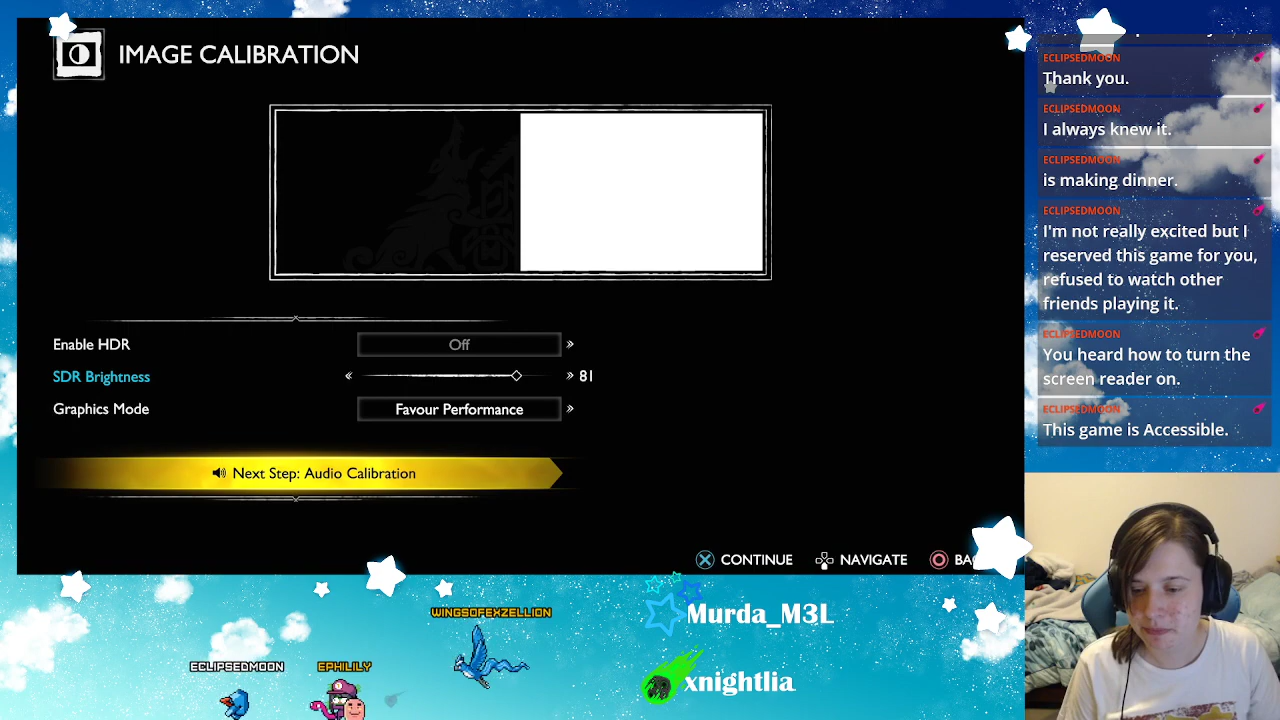 IMAGE CALIBRATION
Enable HDR
Off
SDR Brightness
81
Graphics Mode
Favour Performance
Next Step: Audio Calibration
CONTINUE
NAVIGATE
ECLIPSEDMOON
Thank you.
ECLIPSEDMOON
I always knew it.
ECLIPSEDMOON
is making dinner.
ECLIPSEDMOON
I'm not really excited but I
reserved this game for you,
refused to watch other
friends playing it.
ECLIPSEDMOON
You heard how to turn the
screen reader on.
ECLIPSEDMOON
This game is Accessible.
WINGSOFEXZELLION
ECLIPSEDMOON
EPHILILY
Murda_M3L
xnightlia